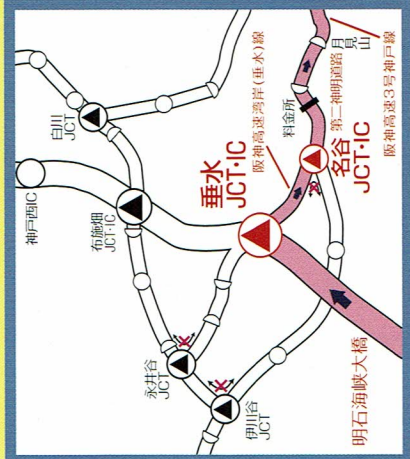 白川
JCT
神戸西IC
布施畑
JCT・IC
垂水
JCT・IC
阪神高速湾岸(垂水)線
料金所
第二神明道路
月見山
阪神高速3号神戸線
名谷
JCT・IC
永井谷
JCT
伊川谷
JCT
明石海峡大橋